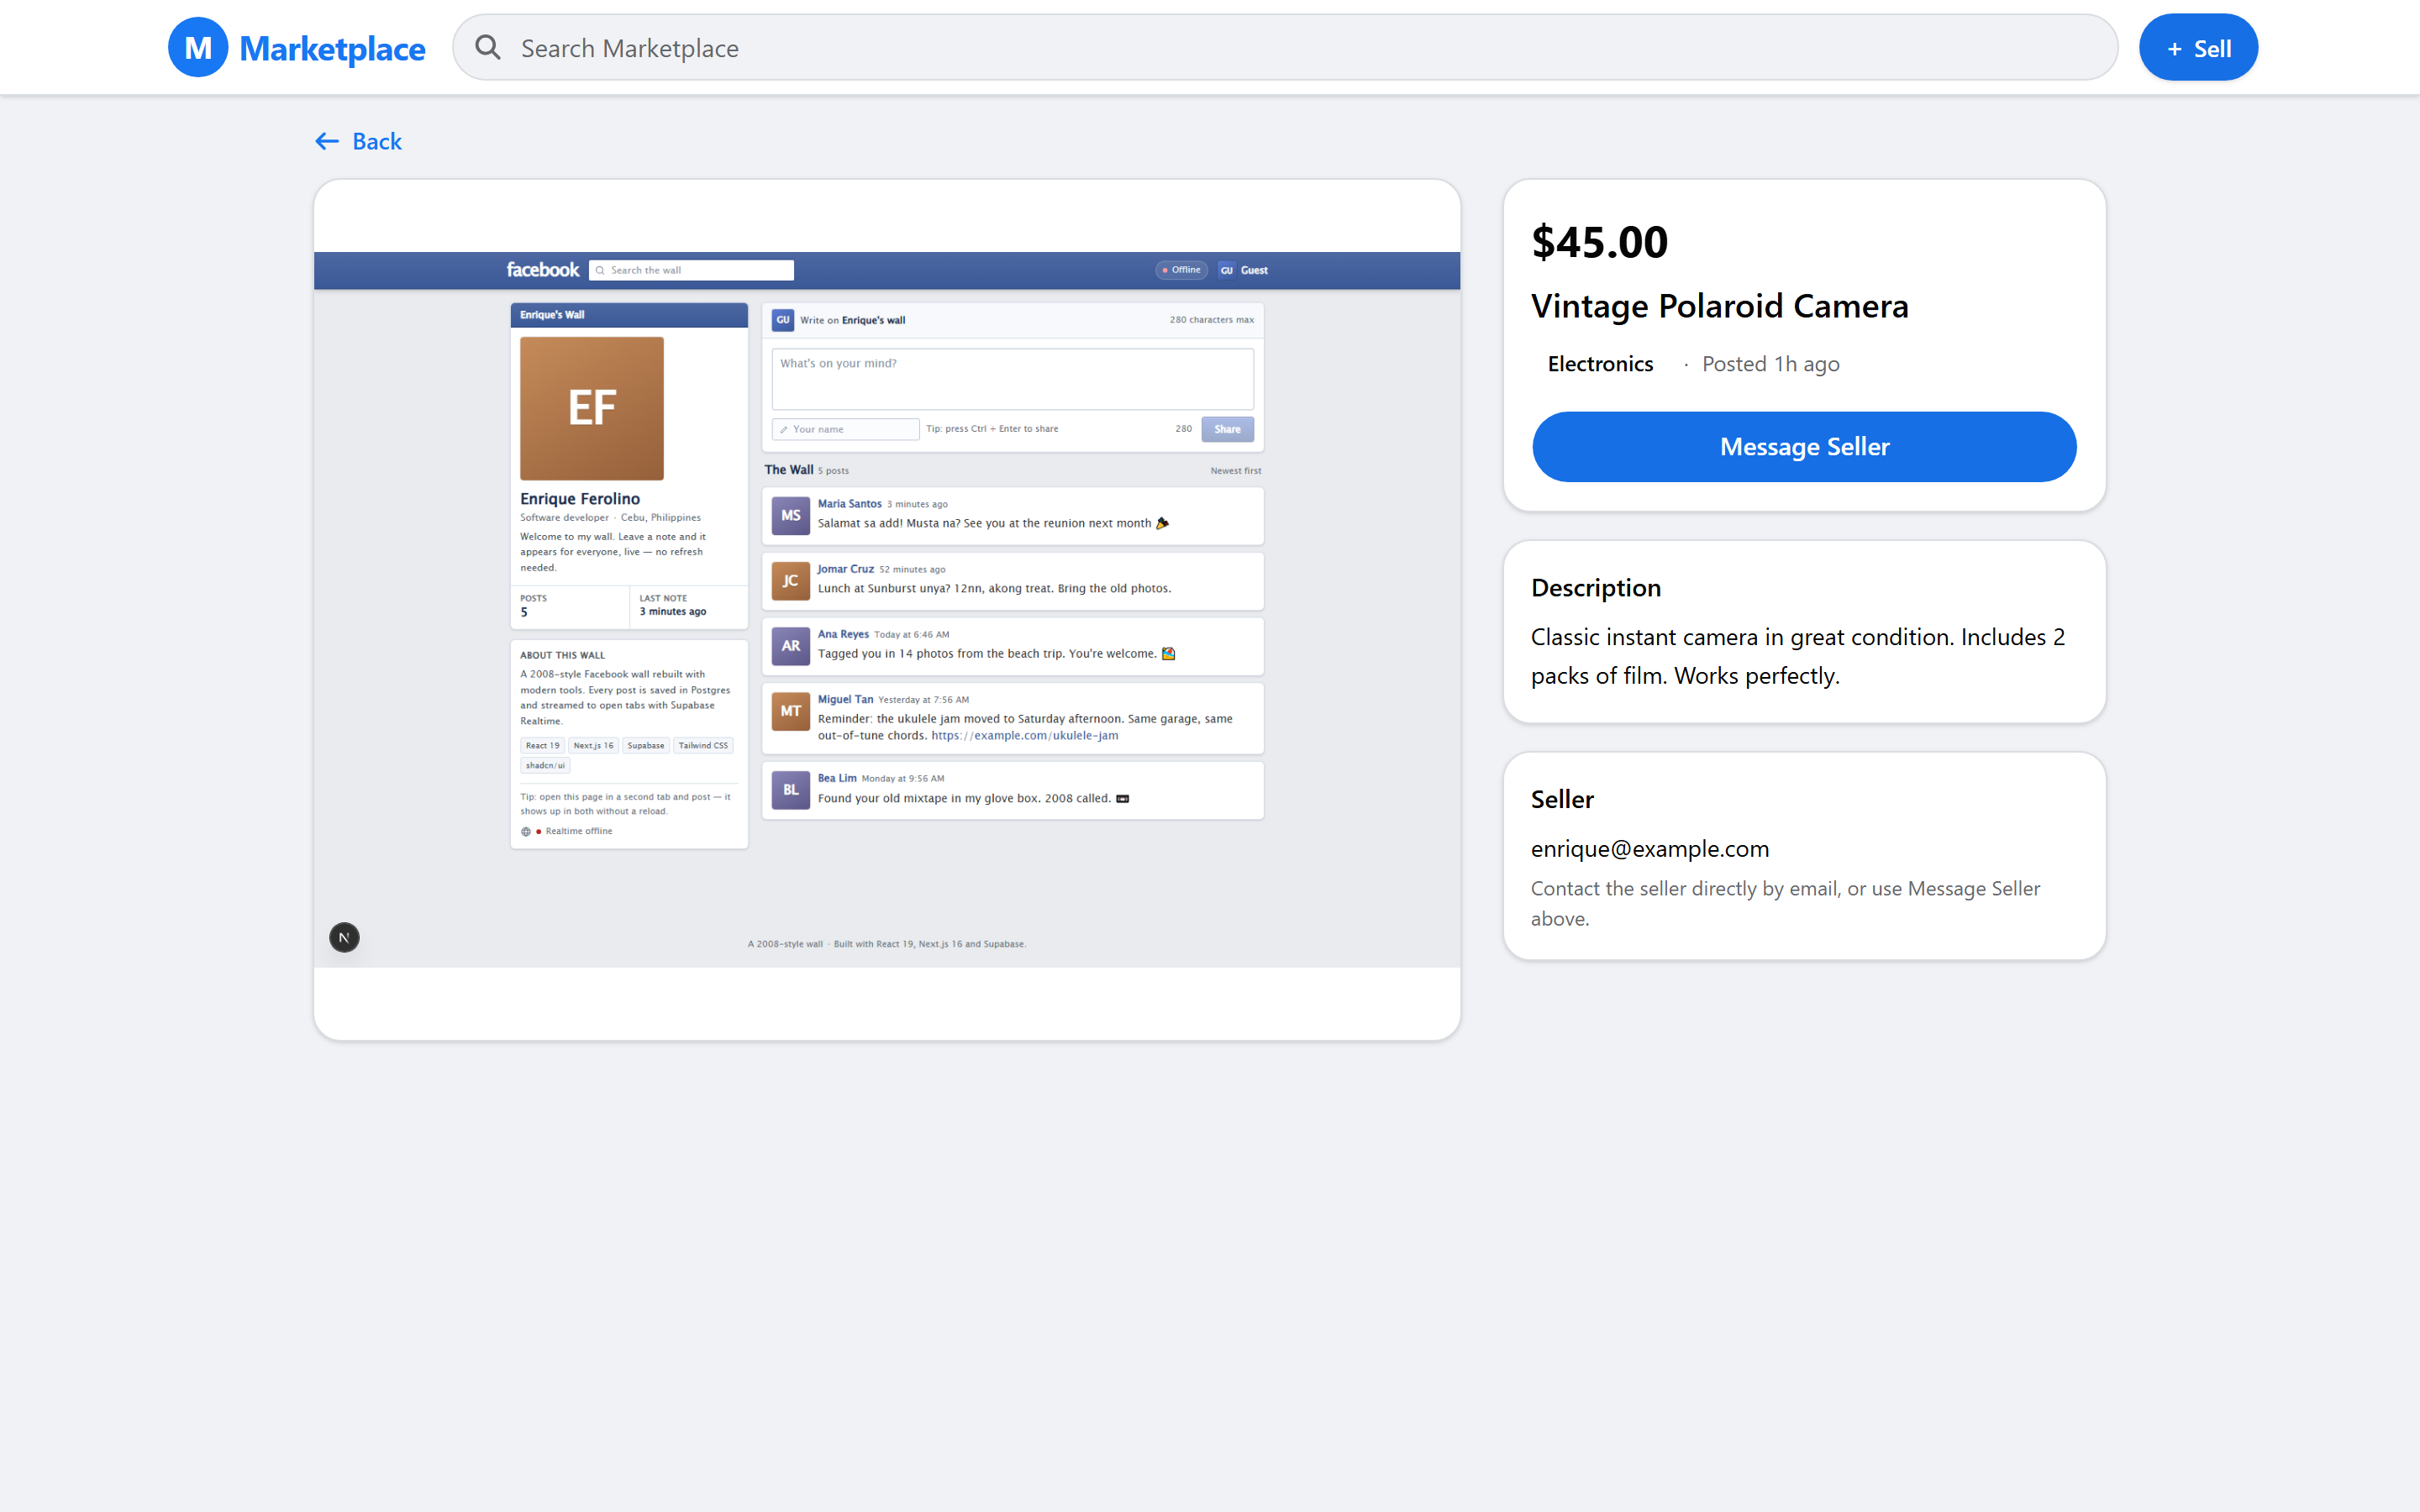 M Marketplace
Search Marketplace
+ Sell
← Back
facebook
Search the wall
Offline
GU Guest
Enrique's Wall
EF
Enrique Ferolino
Software developer · Cebu, Philippines
Welcome to my wall. Leave a note and it
appears for everyone, live — no refresh
needed.
POSTS
5
LAST NOTE
3 minutes ago
ABOUT THIS WALL
A 2008-style Facebook wall rebuilt with
modern tools. Every post is saved in Postgres
and streamed to open tabs with Supabase
Realtime.
React 19
Next.js 16
Supabase
Tailwind CSS
shadcn/ui
Tip: open this page in a second tab and post — it
shows up in both without a reload.
Realtime offline
GU Write on Enrique's wall
280 characters max
What's on your mind?
Your name
Tip: press Ctrl + Enter to share
280
Share
The Wall 5 posts
Newest first
MS
Maria Santos 3 minutes ago
Salamat sa add! Musta na? See you at the reunion next month 🎉
JC
Jomar Cruz 52 minutes ago
Lunch at Sunburst unya? 12nn, akong treat. Bring the old photos.
AR
Ana Reyes Today at 6:46 AM
Tagged you in 14 photos from the beach trip. You're welcome. 🏖
MT
Miguel Tan Yesterday at 7:56 AM
Reminder: the ukulele jam moved to Saturday afternoon. Same garage, same
out-of-tune chords. https://example.com/ukulele-jam
BL
Bea Lim Monday at 9:56 AM
Found your old mixtape in my glove box. 2008 called. 📼
N
A 2008-style wall · Built with React 19, Next.js 16 and Supabase.
$45.00
Vintage Polaroid Camera
Electronics · Posted 1h ago
Message Seller
Description
Classic instant camera in great condition. Includes 2
packs of film. Works perfectly.
Seller
enrique@example.com
Contact the seller directly by email, or use Message Seller
above.